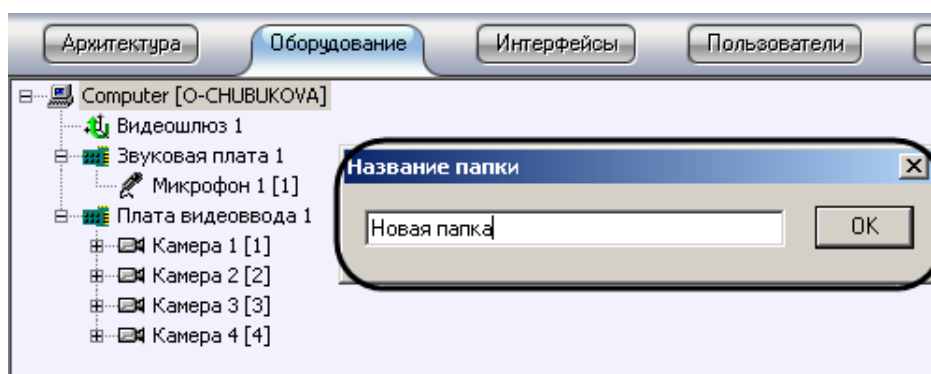 Архитектура Оборудование Интерфейсы Пользователи
Computer [O-CHUBUKOVA]
Видеошлюз 1
Звуковая плата 1
Микрофон 1 [1]
Плата видеоввода 1
Камера 1 [1]
Камера 2 [2]
Камера 3 [3]
Камера 4 [4]
Название папки
Новая папка OK